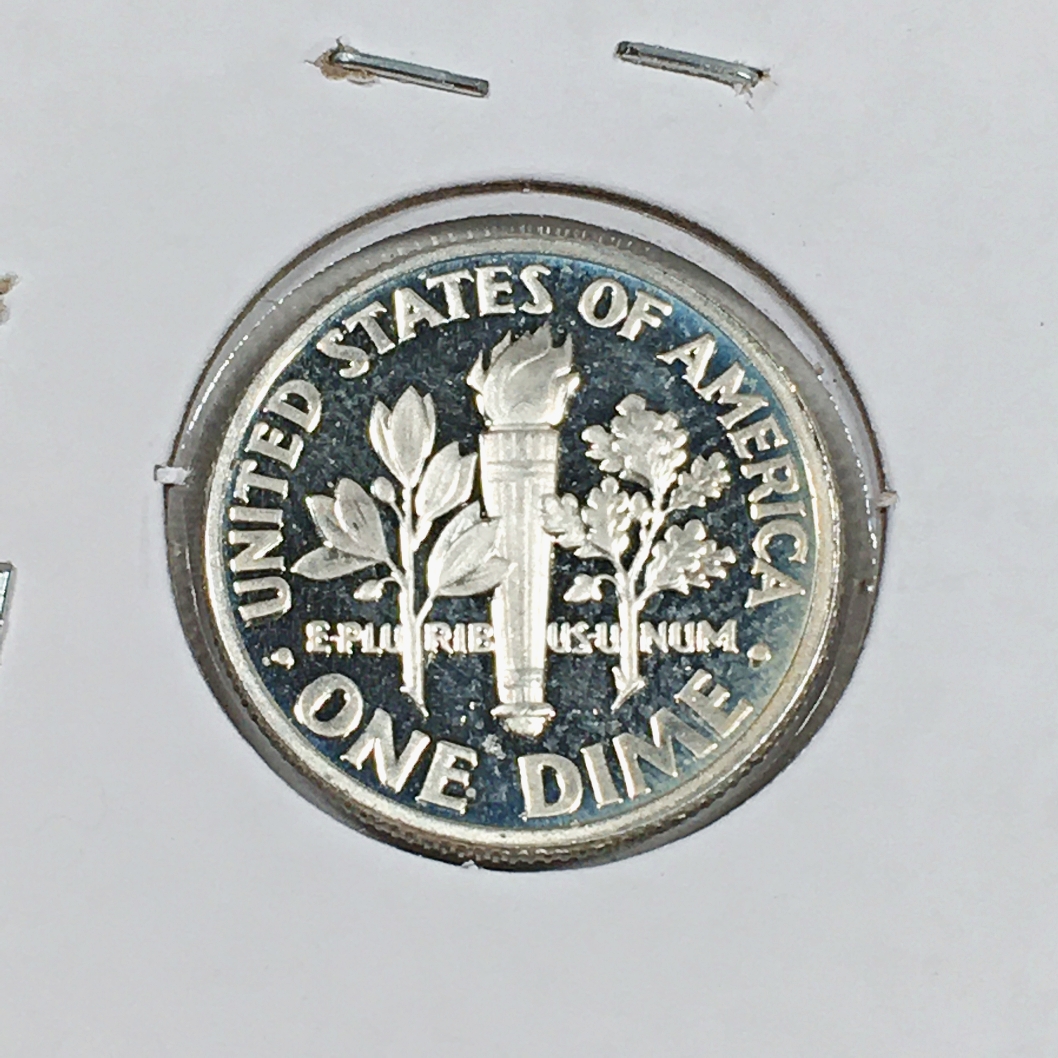 UNITED STATES OF AMERICA
E·PLURIBUS·UNUM
· ONE DIME ·